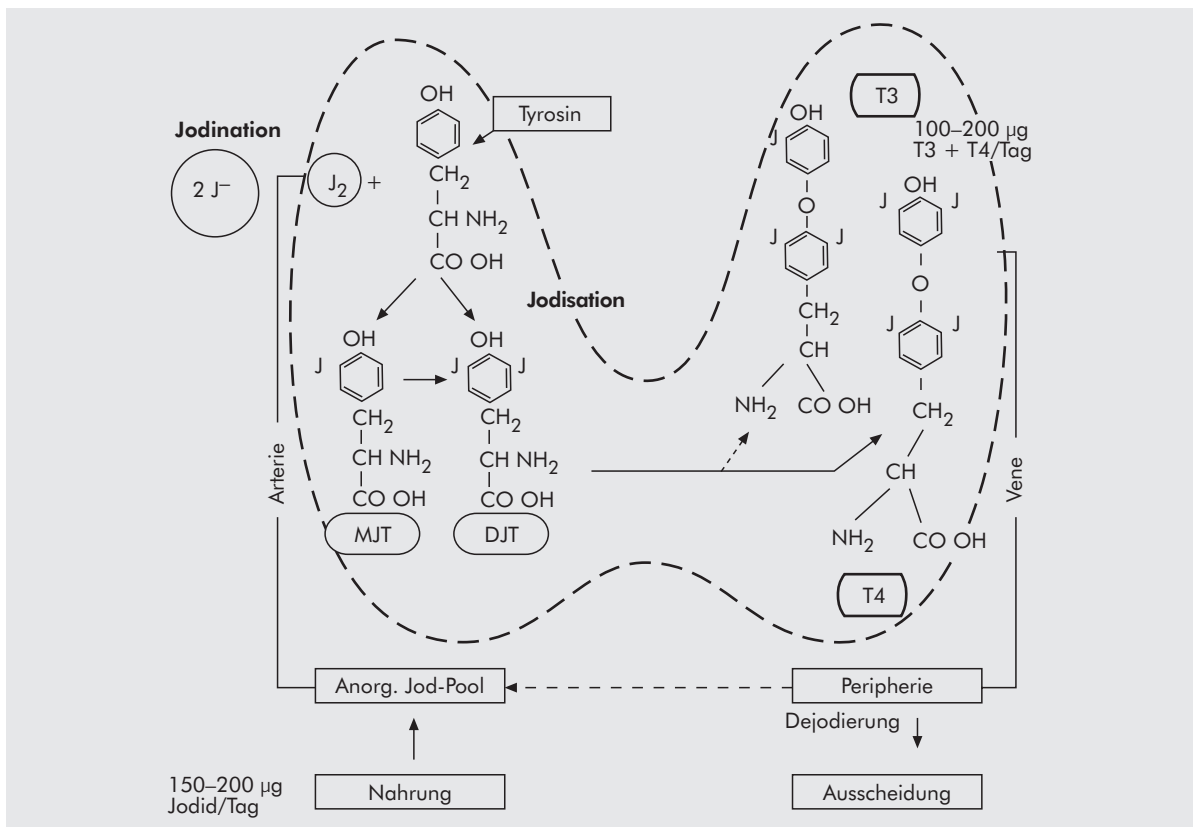 Jodination
2 J–
J2 +
OH
Tyrosin
CH2
CH NH2
CO OH
Jodisation
OH
J
CH2
CH NH2
CO OH
MJT
OH
J J
CH2
CH NH2
CO OH
DJT
T3
100–200 µg
T3 + T4/Tag
OH
J
O
J J
CH2
CH
NH2 CO OH
OH
J J
O
J J
CH2
CH
NH2 CO OH
T4
Arterie
Vene
Anorg. Jod-Pool
Peripherie
Dejodierung
150–200 µg
Jodid/Tag
Nahrung
Ausscheidung